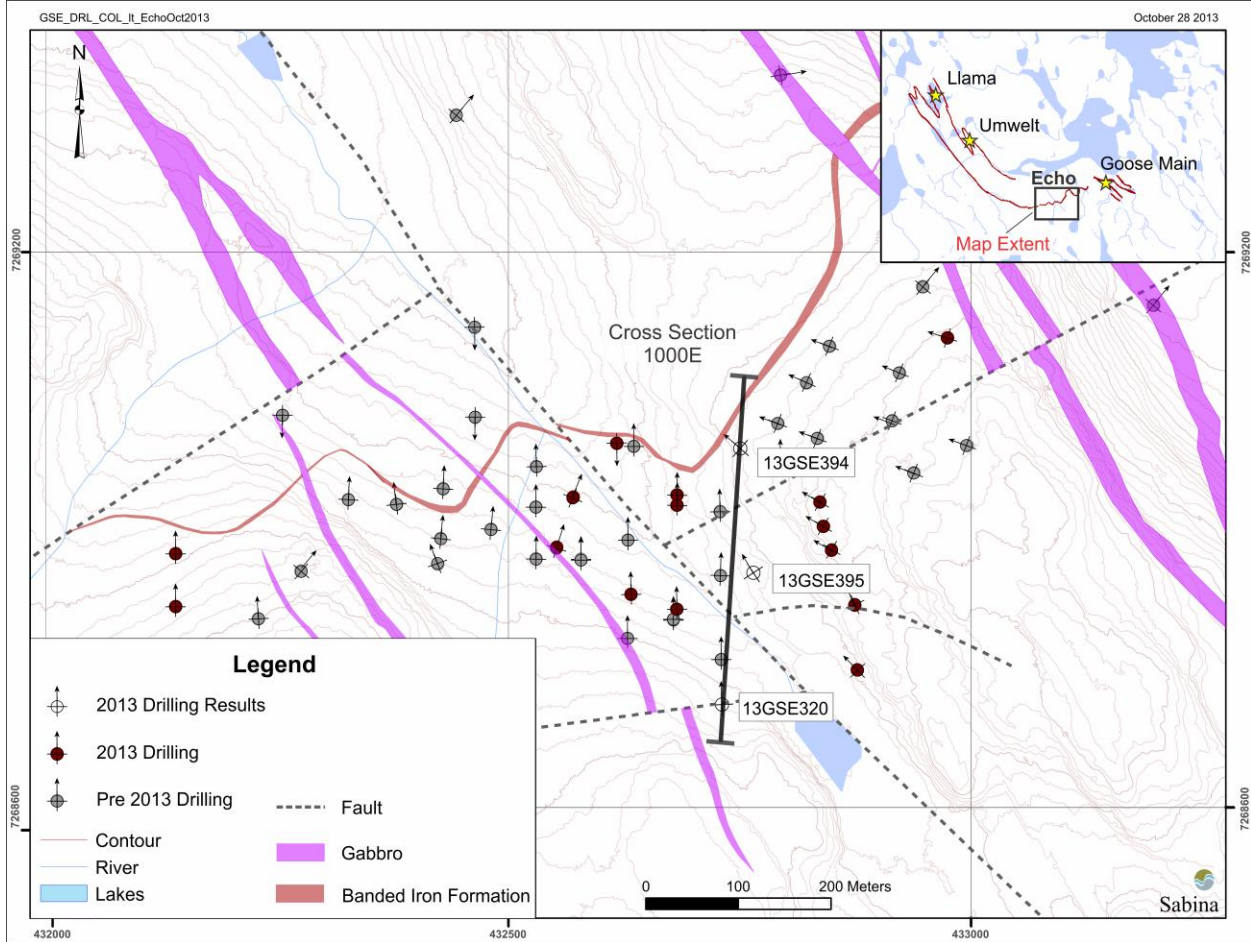 GSE_DRL_COL_lt_EchoOct2013
October 28 2013
N
Llama
Umwelt
Goose Main
Echo
Map Extent
7269200
7269200
Cross Section
1000E
13GSE394
13GSE395
13GSE320
Legend
2013 Drilling Results
2013 Drilling
Pre 2013 Drilling
Contour
River
Lakes
Fault
Gabbro
Banded Iron Formation
7268600
7268600
0 100 200 Meters
Sabina
432000
432500
433000